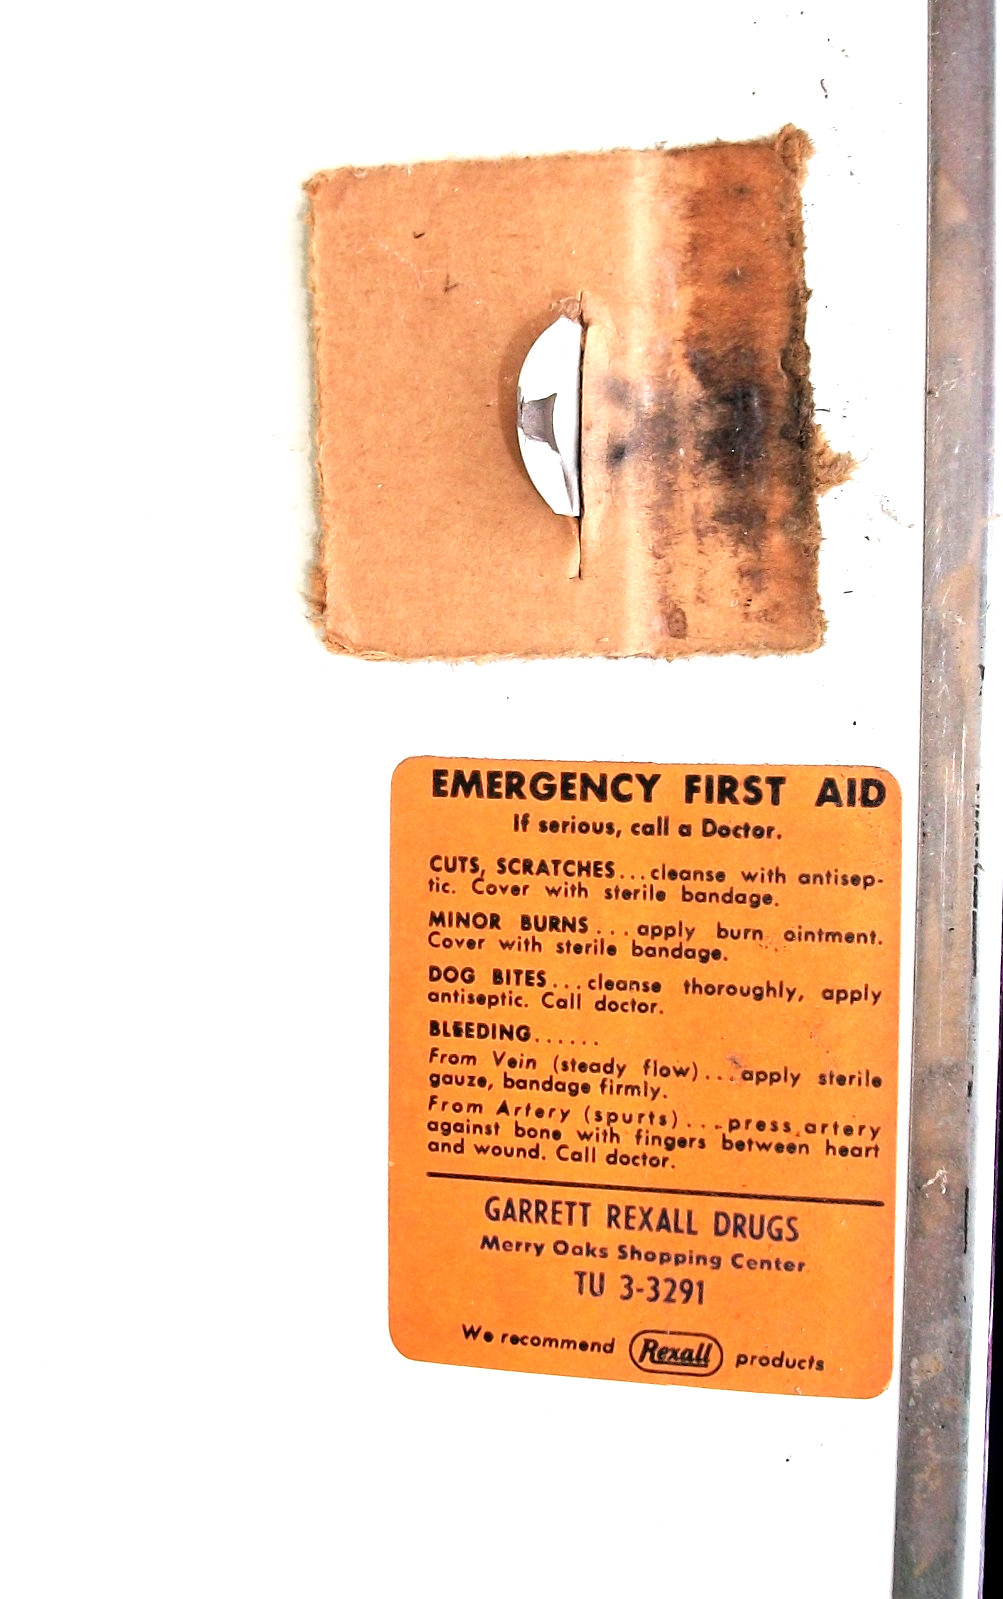 EMERGENCY FIRST AID
If serious, call a Doctor.
CUTS, SCRATCHES...cleanse with antisep-
tic. Cover with sterile bandage.
MINOR BURNS...apply burn ointment.
Cover with sterile bandage.
DOG BITES...cleanse thoroughly, apply
antiseptic. Call doctor.
BLEEDING......
From Vein (steady flow)...apply sterile
gauze, bandage firmly.
From Artery (spurts)...press artery
against bone with fingers between heart
and wound. Call doctor.
GARRETT REXALL DRUGS
Merry Oaks Shopping Center
TU 3-3291
We recommend Rexall products